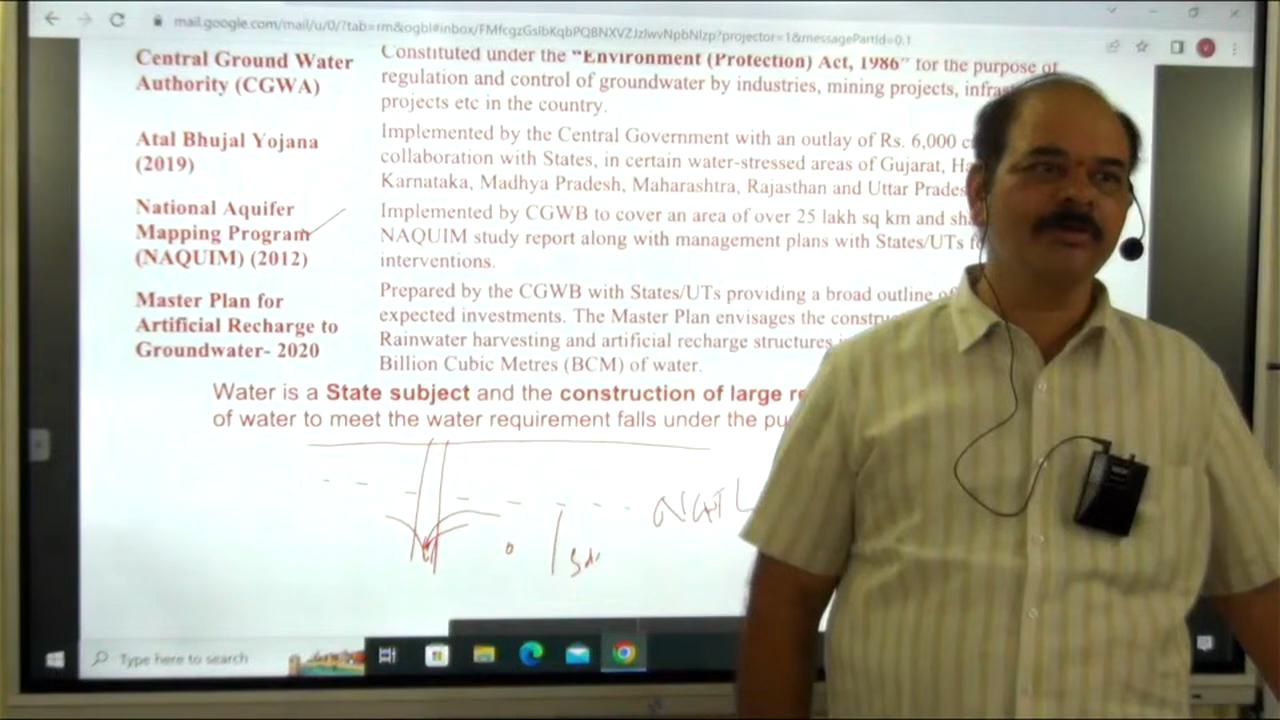 mail.google.com/mail/u/0/?tab=rm&ogbl#inbox/FMfcgzGslbKqbPQBNXVZJzlwvNpbNlzp?projector=1&messagePartId=0.1
Central Ground Water
Authority (CGWA)
Constituted under the "Environment (Protection) Act, 1986" for the purpose of
regulation and control of groundwater by industries, mining projects,
projects etc in the country.
Atal Bhujal Yojana
(2019)
Implemented by the Central Government with an outlay of Rs. 6,000
collaboration with States, in certain water-stressed areas of Gujarat,
Karnataka, Madhya Pradesh, Maharashtra, Rajasthan and Uttar
National Aquifer
Mapping Program
(NAQUIM) (2012)
Implemented by CGWB to cover an area of over 25 lakh sq km and
NAQUIM study report along with management plans with States/UTs
interventions.
Master Plan for
Artificial Recharge to
Groundwater- 2020
Prepared by the CGWB with States/UTs providing a broad outline of
expected investments. The Master Plan envisages the
Rainwater harvesting and artificial recharge structures
Billion Cubic Metres (BCM) of water.
Water is a State subject and the construction of large
of water to meet the water requirement falls under the
Type here to search